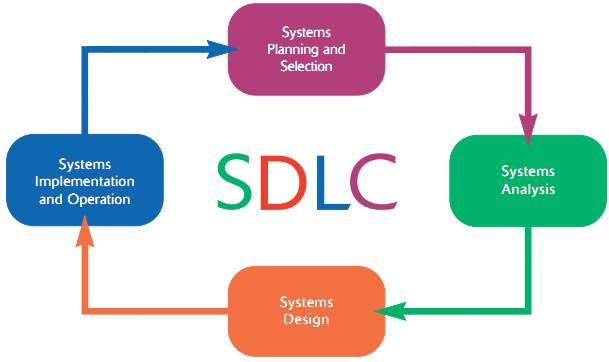 Systems
Planning and
Selection
Systems
Implementation
and Operation
SDLC
Systems
Analysis
Systems
Design